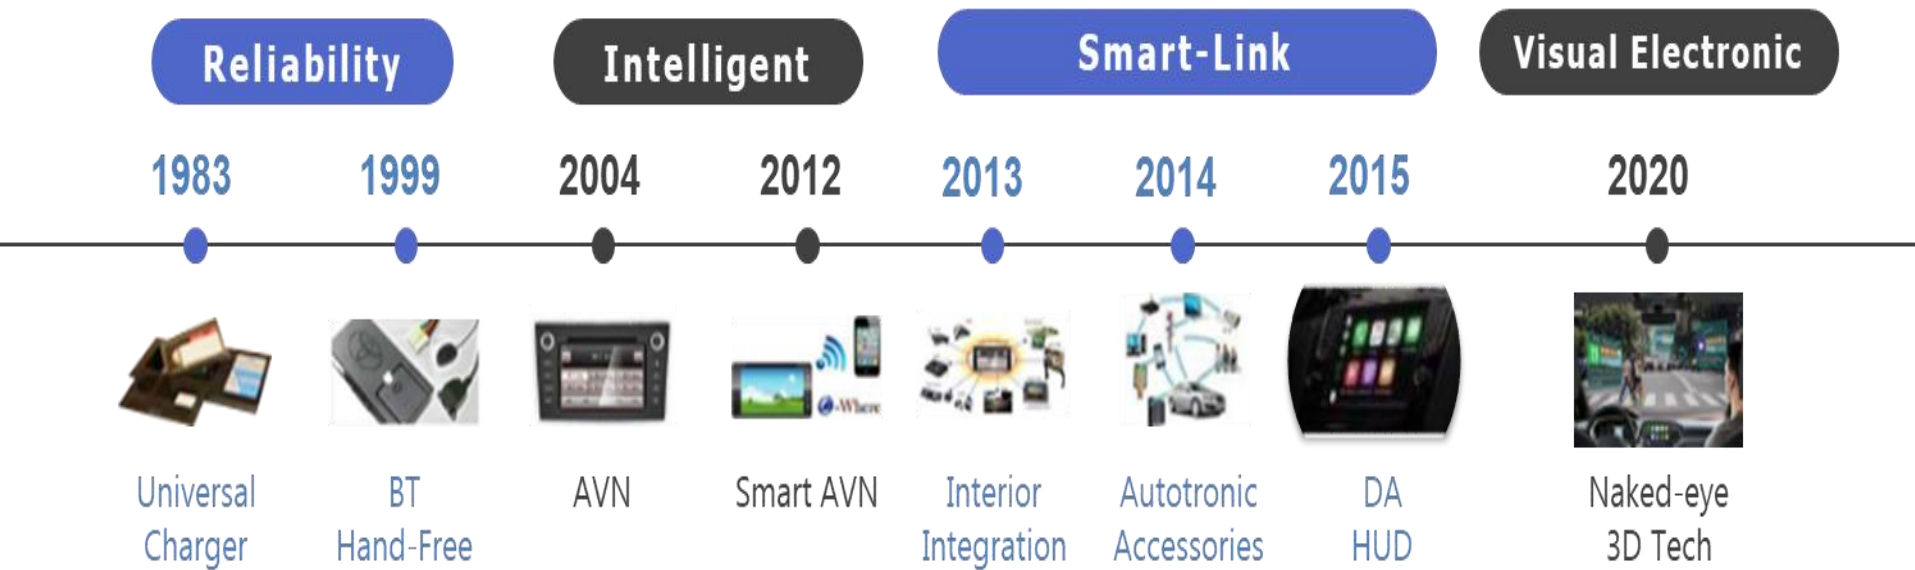 Reliability
Intelligent
Smart-Link
Visual Electronic
1983
1999
2004
2012
2013
2014
2015
2020
e-Where
Universal
Charger
BT
Hand-Free
AVN
Smart AVN
Interior
Integration
Autotronic
Accessories
DA
HUD
Naked-eye
3D Tech